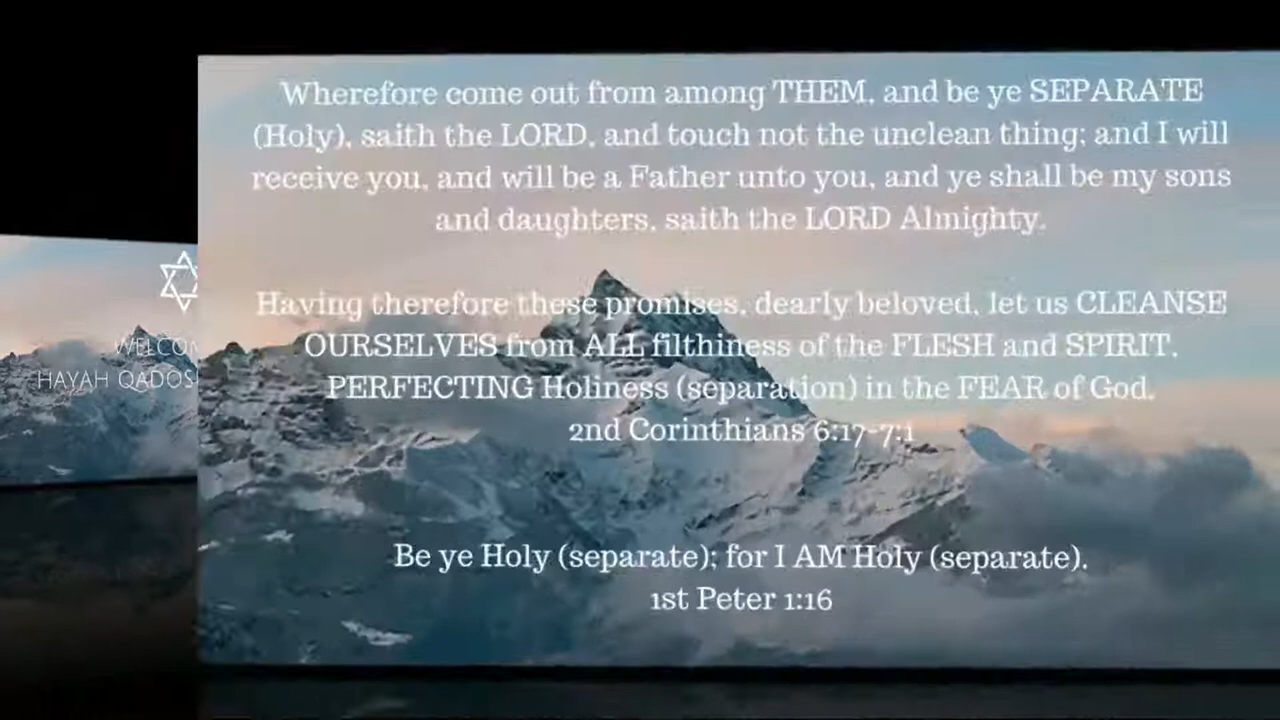 Wherefore come out from among THEM, and be ye SEPARATE
(Holy), saith the LORD, and touch not the unclean thing; and I will
receive you, and will be a Father unto you, and ye shall be my sons
and daughters, saith the LORD Almighty.
Having therefore these promises, dearly beloved, let us CLEANSE
OURSELVES from ALL filthiness of the FLESH and SPIRIT,
PERFECTING Holiness (separation) in the FEAR of God.
2nd Corinthians 6:17-7:1
Be ye Holy (separate); for I AM Holy (separate).
1st Peter 1:16
HAYAH